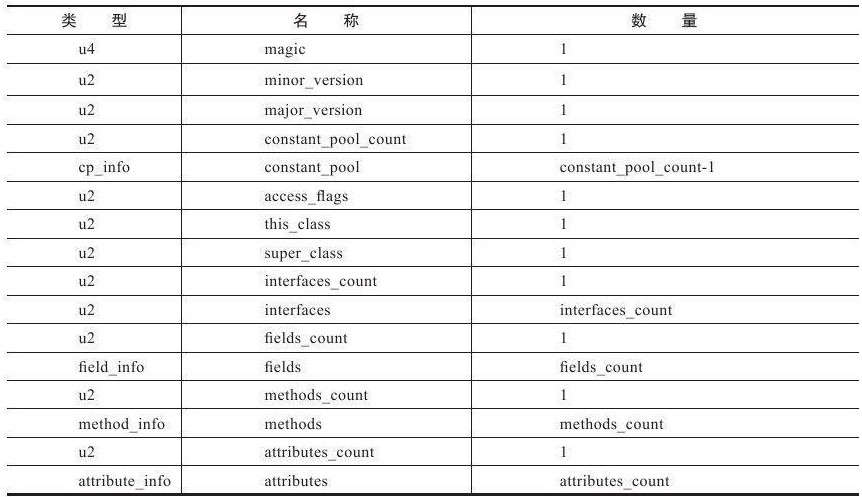 类 型 名 称 数 量
u4 magic 1
u2 minor_version 1
u2 major_version 1
u2 constant_pool_count 1
cp_info constant_pool constant_pool_count-1
u2 access_flags 1
u2 this_class 1
u2 super_class 1
u2 interfaces_count 1
u2 interfaces interfaces_count
u2 fields_count 1
field_info fields fields_count
u2 methods_count 1
method_info methods methods_count
u2 attributes_count 1
attribute_info attributes attributes_count